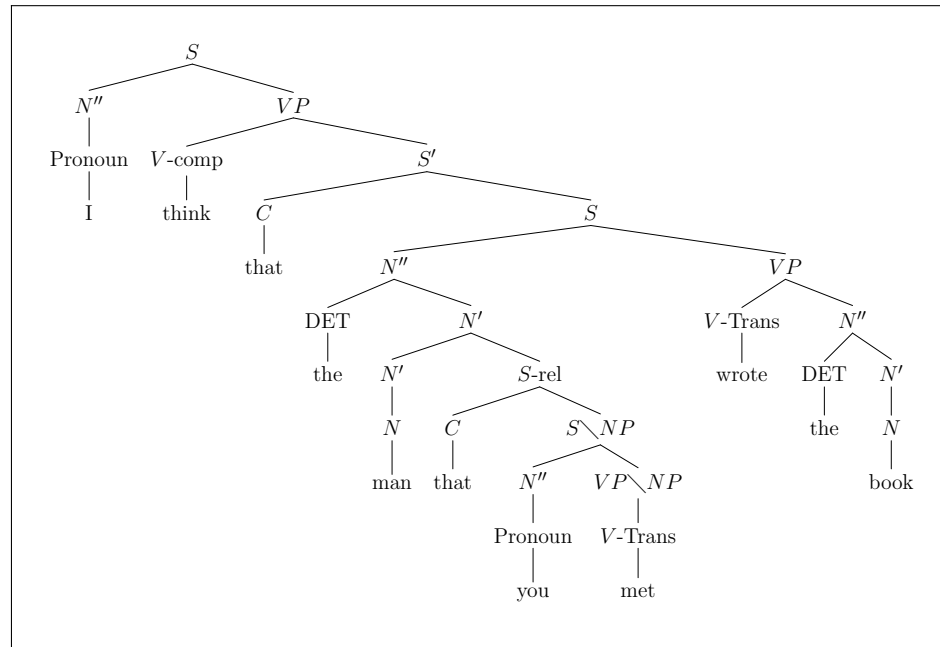 S
N″ VP
Pronoun V-comp S′
I think C S
that N″ VP
DET N′ V-Trans N″
the N′ S-rel wrote DET N′
N C S\NP the N
man that N″ VP\NP book
Pronoun V-Trans
you met